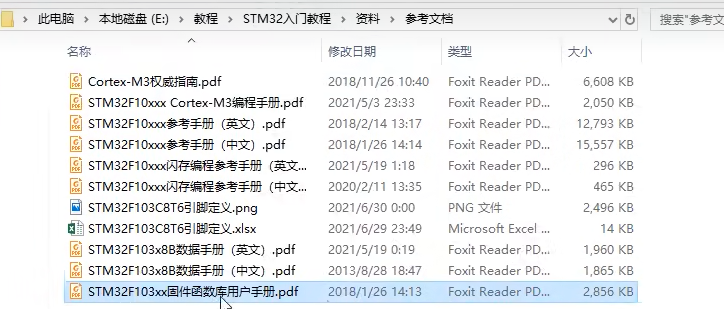 此电脑 > 本地磁盘 (E:) > 教程 > STM32入门教程 > 资料 > 参考文档 搜索"参考文
名称 修改日期 类型 大小
Cortex-M3权威指南.pdf 2018/11/26 10:40 Foxit Reader PD... 6,608 KB
STM32F10xxx Cortex-M3编程手册.pdf 2021/5/3 23:33 Foxit Reader PD... 2,050 KB
STM32F10xxx参考手册（英文）.pdf 2018/2/14 13:17 Foxit Reader PD... 12,793 KB
STM32F10xxx参考手册（中文）.pdf 2018/1/26 14:14 Foxit Reader PD... 15,557 KB
STM32F10xxx闪存编程参考手册（英文... 2021/5/19 1:18 Foxit Reader PD... 296 KB
STM32F10xxx闪存编程参考手册（中文... 2020/2/11 13:35 Foxit Reader PD... 465 KB
STM32F103C8T6引脚定义.png 2021/6/30 0:00 PNG 文件 2,496 KB
STM32F103C8T6引脚定义.xlsx 2021/6/29 23:49 Microsoft Excel ... 14 KB
STM32F103x8B数据手册（英文）.pdf 2021/5/19 0:19 Foxit Reader PD... 1,960 KB
STM32F103x8B数据手册（中文）.pdf 2013/8/28 18:47 Foxit Reader PD... 1,865 KB
STM32F103xx固件函数库用户手册.pdf 2018/1/26 14:13 Foxit Reader PD... 2,856 KB